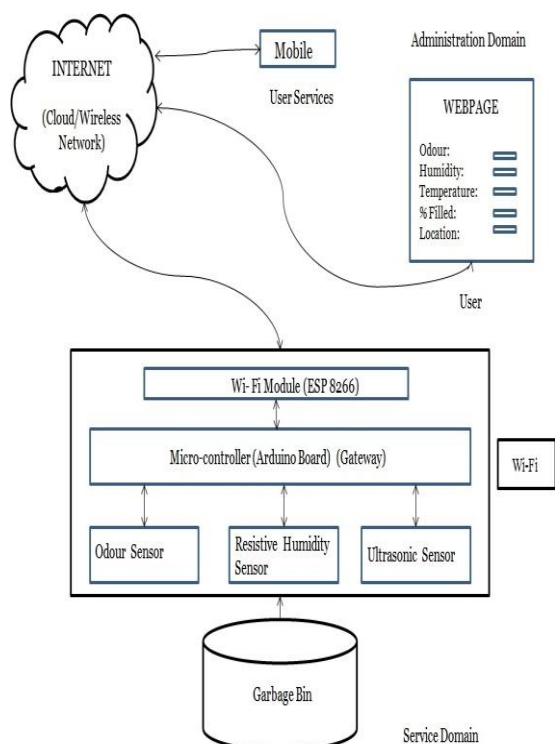 INTERNET
(Cloud/Wireless
Network)
Mobile
User Services
Administration Domain
WEBPAGE
Odour:
Humidity:
Temperature:
% Filled:
Location:
User
Wi- Fi Module (ESP 8266)
Micro-controller (Arduino Board) (Gateway)
Wi-Fi
Odour Sensor
Resistive Humidity
Sensor
Ultrasonic Sensor
Garbage Bin
Service Domain